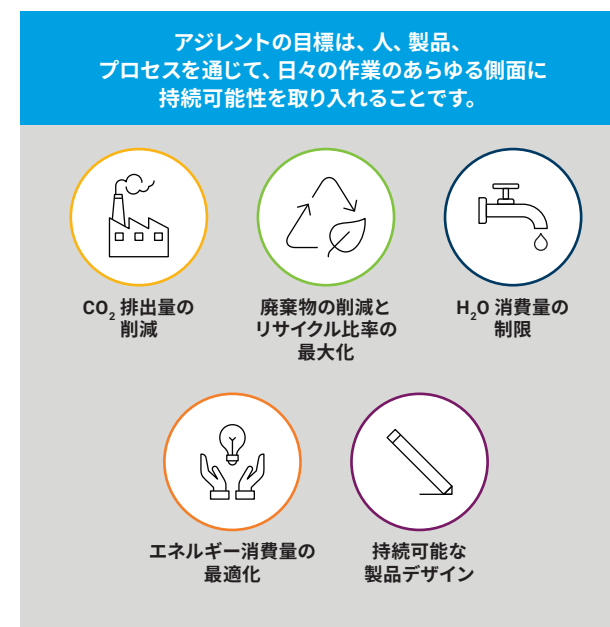 アジレントの目標は、人、製品、
プロセスを通じて、日々の作業のあらゆる側面に
持続可能性を取り入れることです。
CO₂ 排出量の
削減
廃棄物の削減と
リサイクル比率の
最大化
H₂O 消費量の
制限
エネルギー消費量の
最適化
持続可能な
製品デザイン